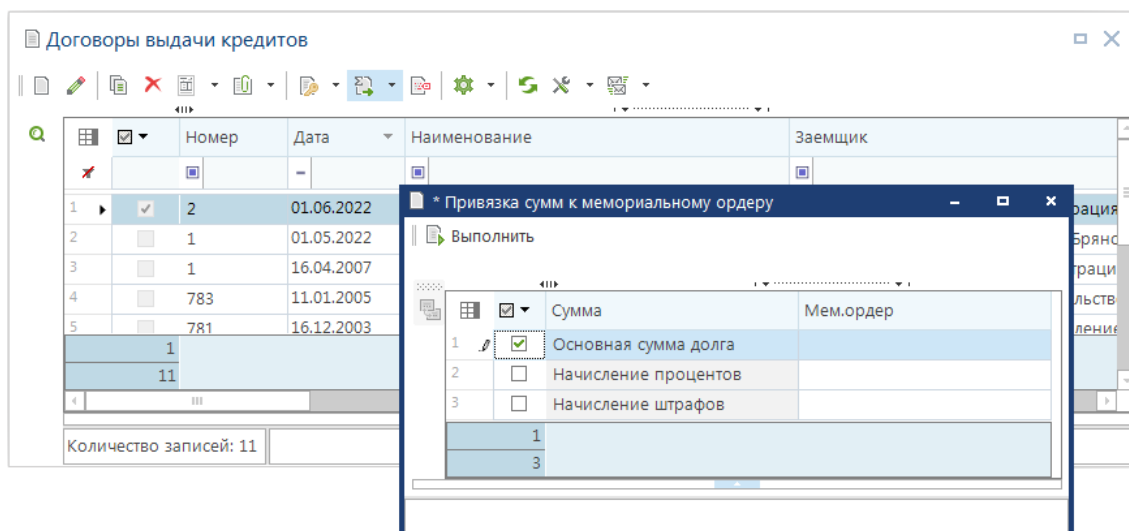 Договоры выдачи кредитов
Номер Дата Наименование Заемщик
1 2 01.06.2022
2 1 01.05.2022
3 1 16.04.2007
4 783 11.01.2005
5 781 16.12.2003
1
11
Количество записей: 11
* Привязка сумм к мемориальному ордеру
Выполнить
Сумма Мем.ордер
1 Основная сумма долга
2 Начисление процентов
3 Начисление штрафов
1
3